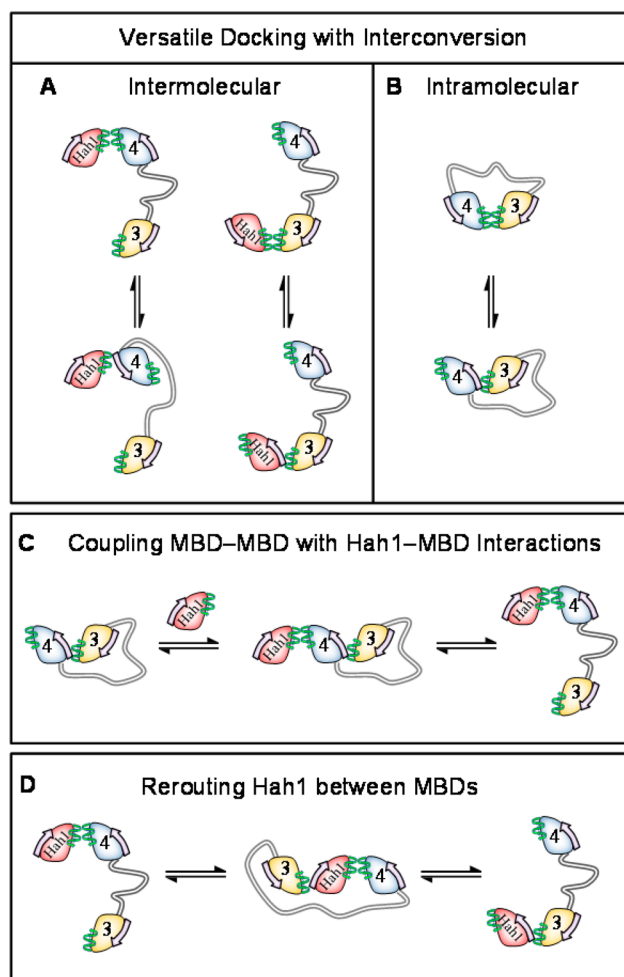 Versatile Docking with Interconversion
A Intermolecular
B Intramolecular
Hah1 4
3
4
Hah1 3
4 3
Hah1 4
3
4
Hah1 3
4 3
C Coupling MBD–MBD with Hah1–MBD Interactions
4 3
Hah1
Hah1 4 3
Hah1 4
3
D Rerouting Hah1 between MBDs
Hah1 4
3
3 Hah1 4
4
Hah1 3